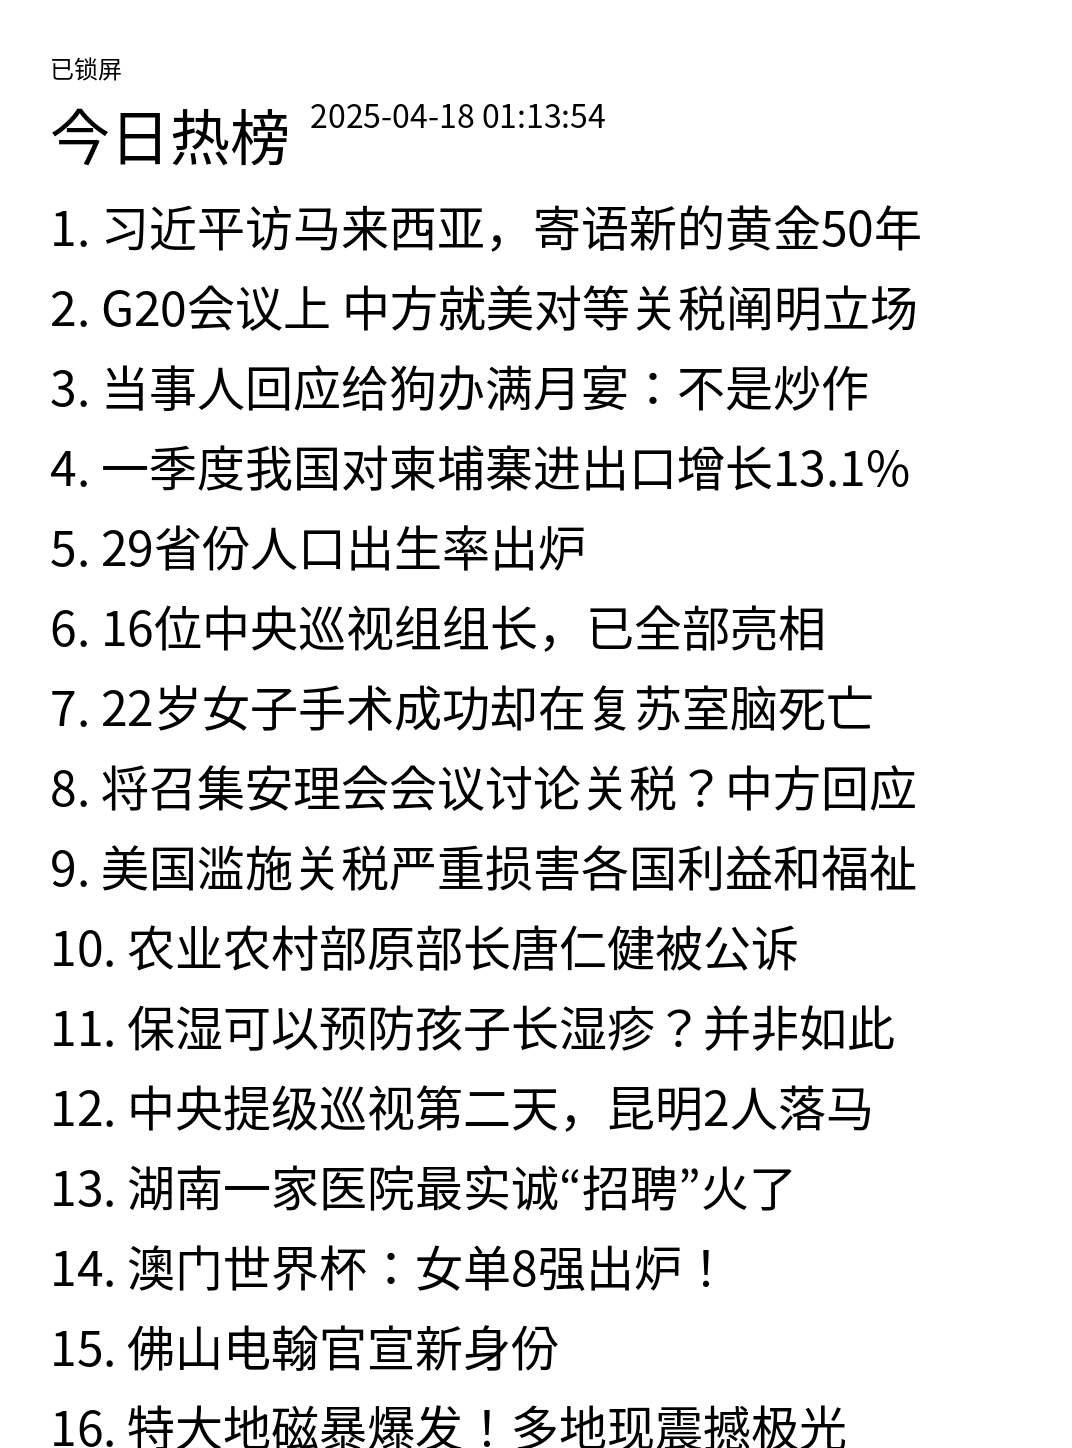 已锁屏
今日热榜 2025-04-18 01:13:54
1. 习近平访马来西亚，寄语新的黄金50年
2. G20会议上 中方就美对等关税阐明立场
3. 当事人回应给狗办满月宴：不是炒作
4. 一季度我国对柬埔寨进出口增长13.1%
5. 29省份人口出生率出炉
6. 16位中央巡视组组长，已全部亮相
7. 22岁女子手术成功却在复苏室脑死亡
8. 将召集安理会会议讨论关税？中方回应
9. 美国滥施关税严重损害各国利益和福祉
10. 农业农村部原部长唐仁健被公诉
11. 保湿可以预防孩子长湿疹？并非如此
12. 中央提级巡视第二天，昆明2人落马
13. 湖南一家医院最实诚“招聘”火了
14. 澳门世界杯：女单8强出炉！
15. 佛山电翰官宣新身份
16. 特大地磁暴爆发！多地现震撼极光